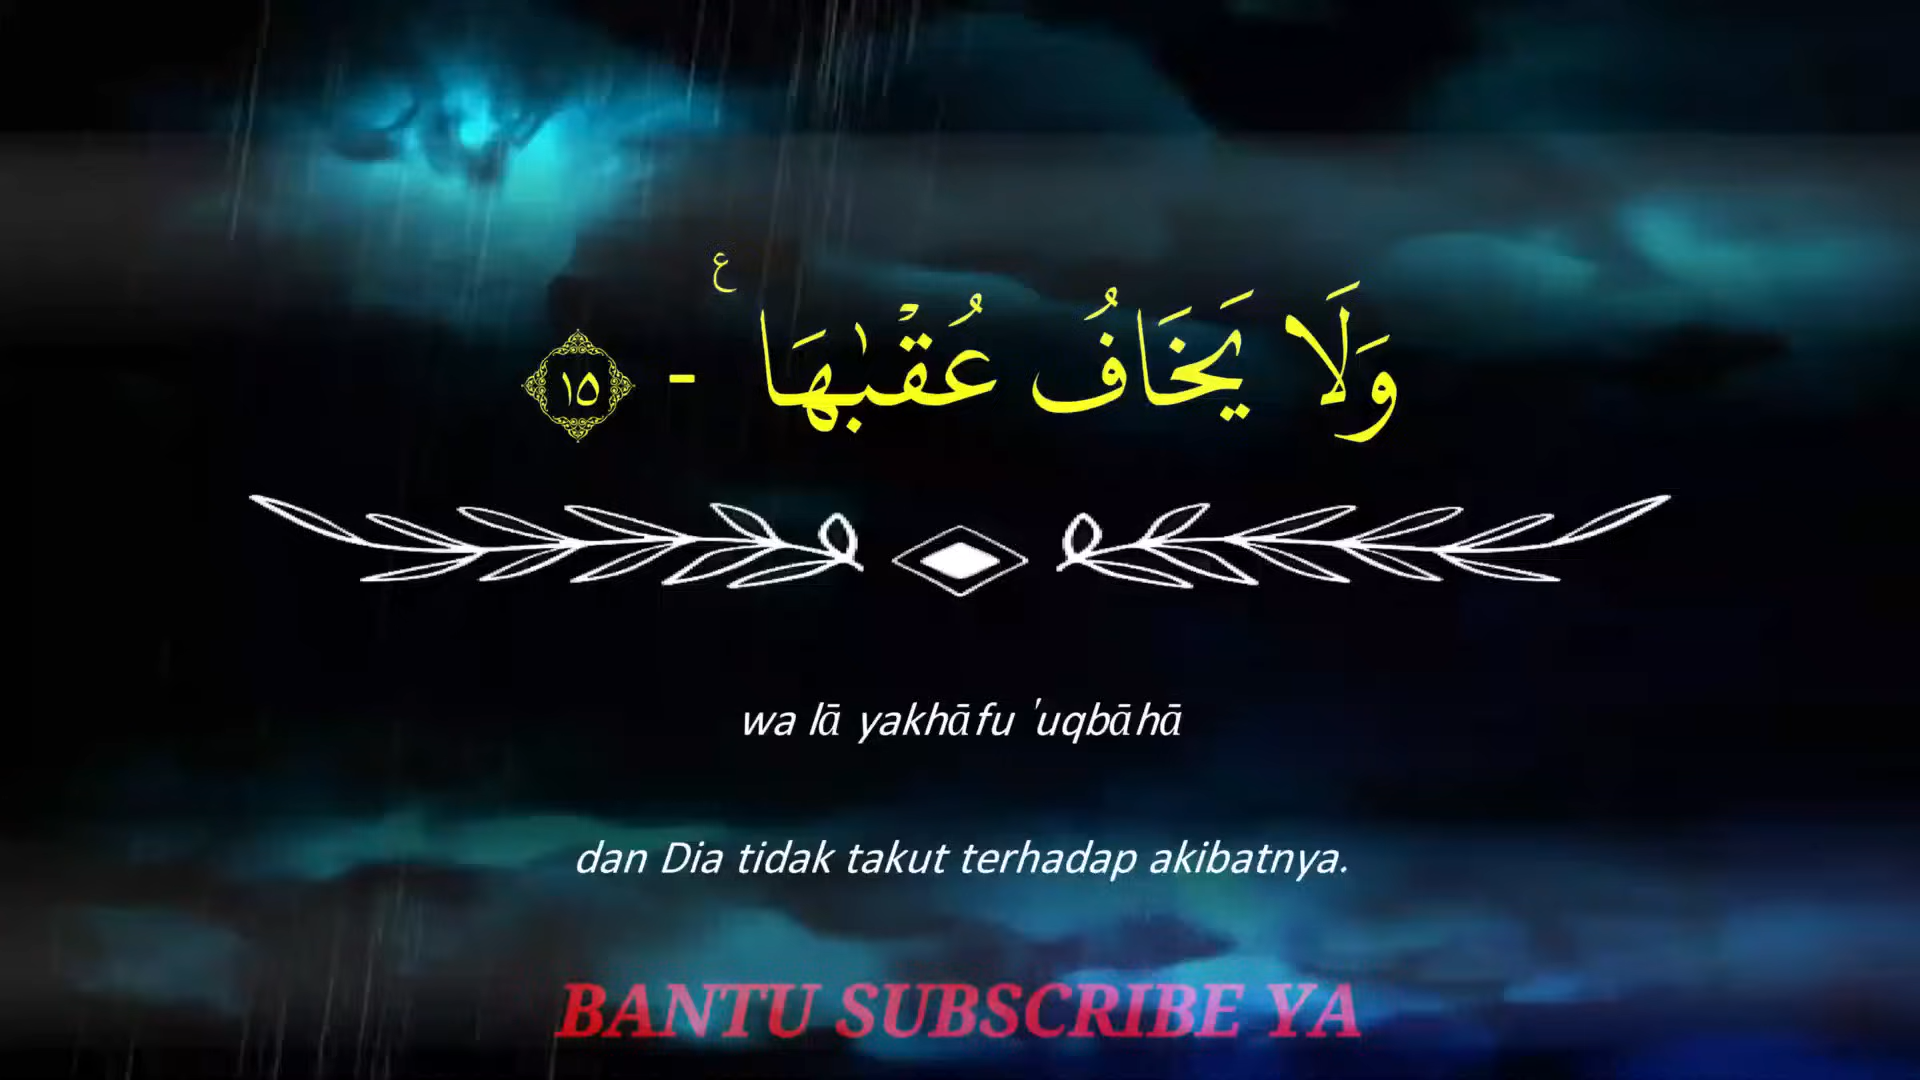 وَلَا يَخَافُ عُقْبٰهَا ࣖ - ١٥
wa lā yakhāfu 'uqbāhā
dan Dia tidak takut terhadap akibatnya.
BANTU SUBSCRIBE YA